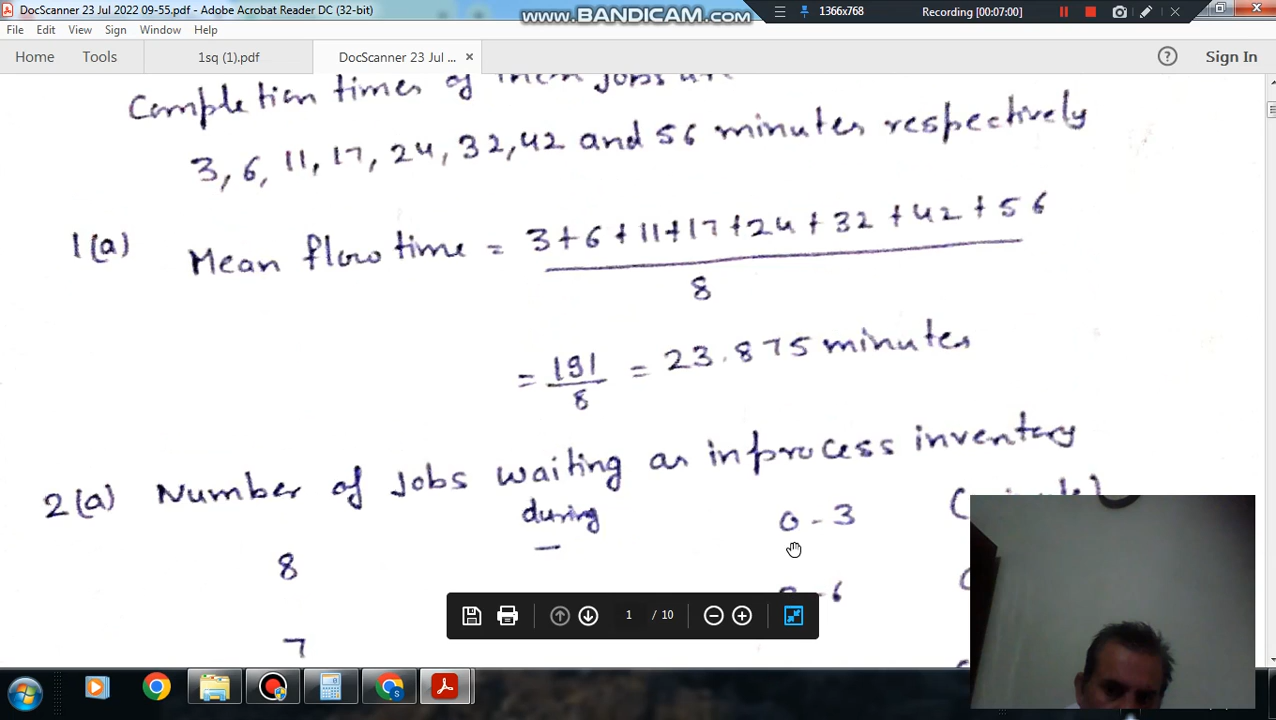 DocScanner 23 Jul 2022 09-55.pdf - Adobe Acrobat Reader DC (32-bit)
www.BANDICAM.com
1366x768
Recording [00:07:00]
File Edit View Sign Window Help
Home Tools 1sq (1).pdf DocScanner 23 Jul ... × Sign In
Completion times of
3, 6, 11, 17, 24, 32, 42 and 56 minutes respectively
1(a) Mean flow time = 3+6+11+17+24+32+42+56
8
= 191/8 = 23.875 minutes
2(a) Number of Jobs waiting as inprocess inventory
during
8 0 - 3
- 6
1 / 10
7